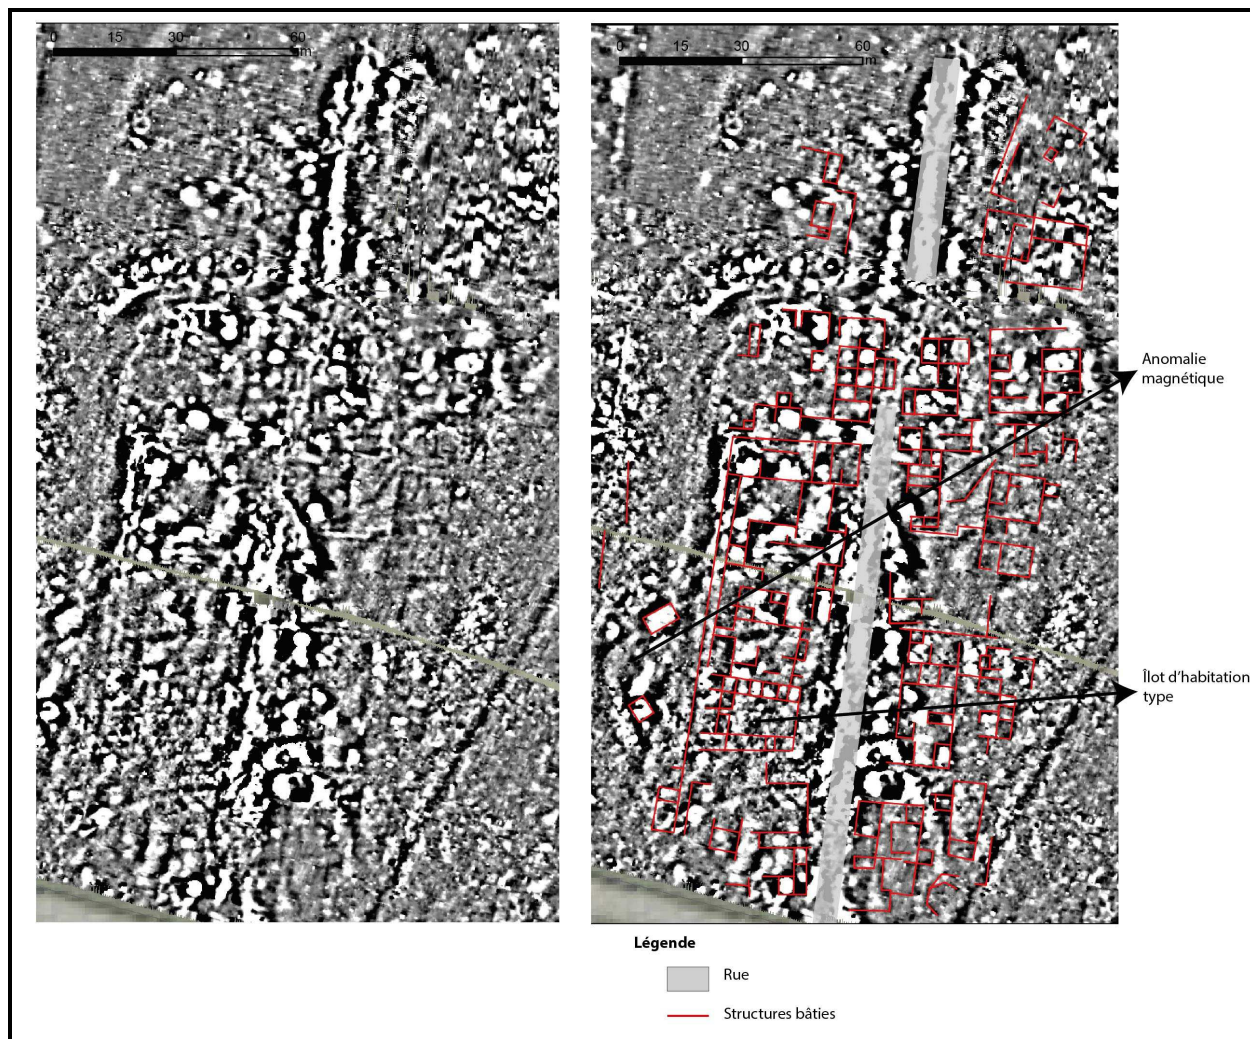 0 15 30 60
m
0 15 30 60
m
Anomalie
magnétique
Îlot d'habitation
type
Légende
Rue
Structures bâties